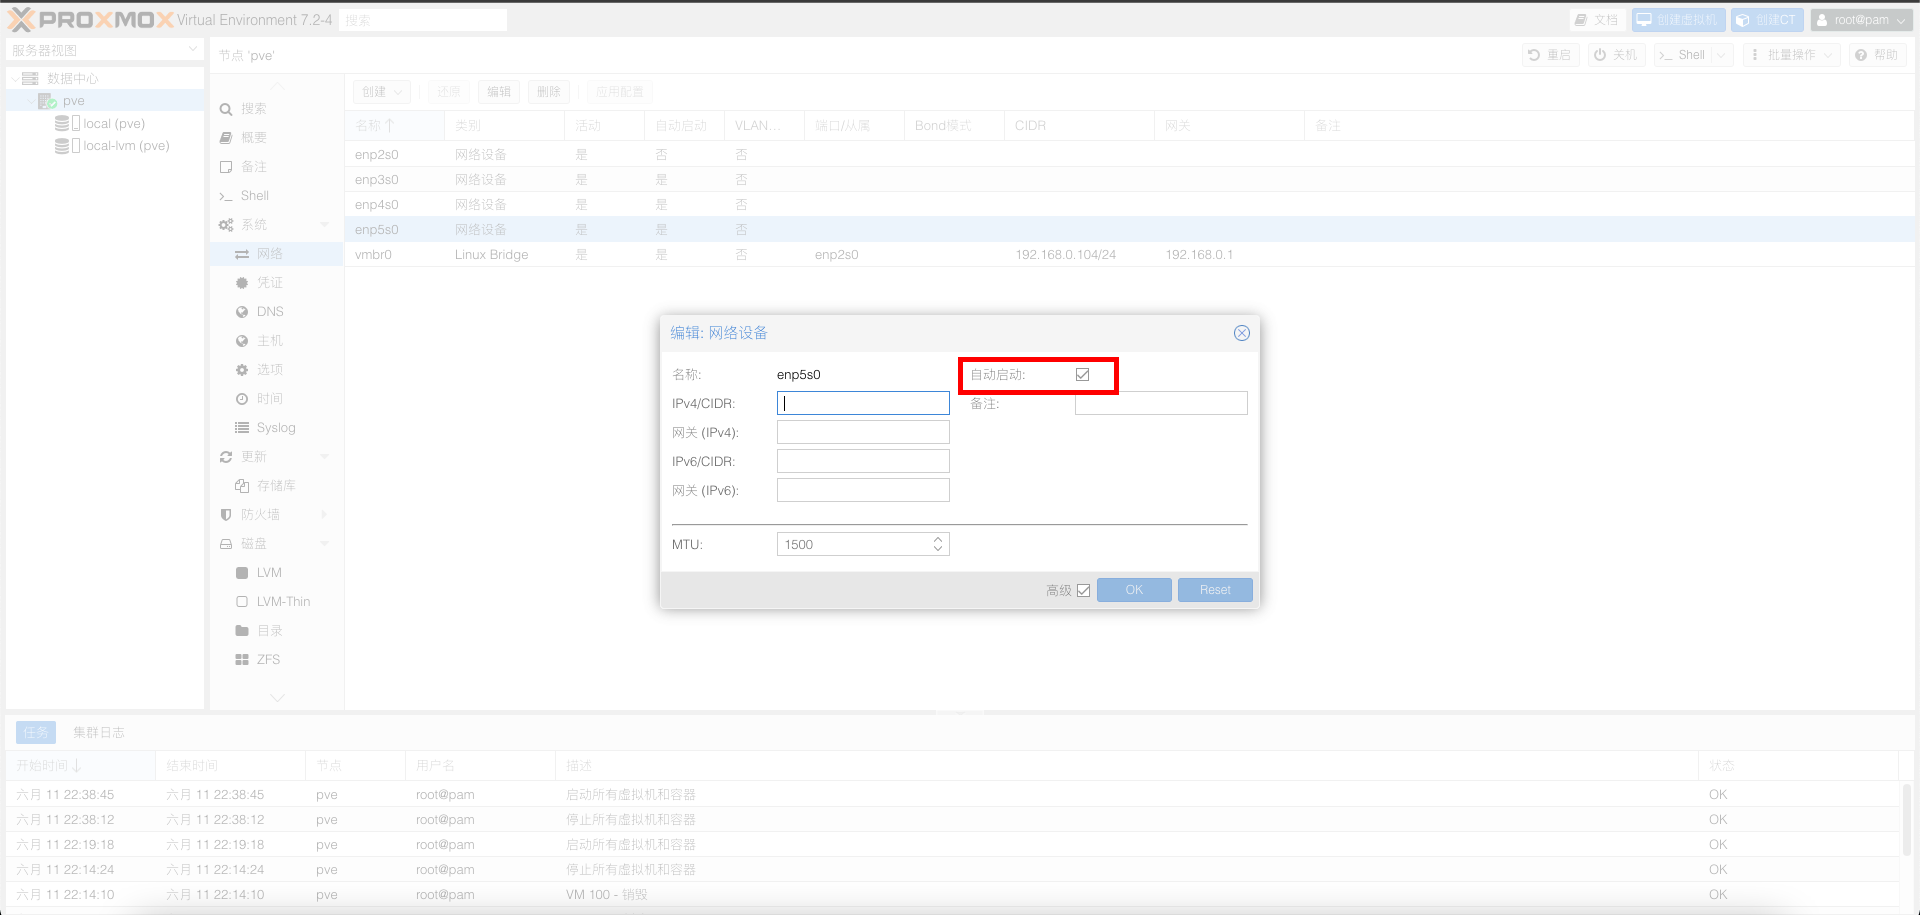 PROXMOX Virtual Environment 7.2-4 搜索 文档 创建虚拟机 创建CT root@pam
服务器视图
节点 'pve' 重启 关机 Shell 批量操作 帮助
数据中心
pve
local (pve)
local-lvm (pve)
搜索
概要
备注
Shell
系统
网络
凭证
DNS
主机
选项
时间
Syslog
更新
存储库
防火墙
磁盘
LVM
LVM-Thin
目录
ZFS
创建 还原 编辑 删除 应用配置
名称 类别 活动 自动启动 VLAN... 端口/从属 Bond模式 CIDR 网关 备注
enp2s0 网络设备 是 否 否
enp3s0 网络设备 是 是 否
enp4s0 网络设备 是 是 否
enp5s0 网络设备 是 是 否
vmbr0 Linux Bridge 是 是 否 enp2s0 192.168.0.104/24 192.168.0.1
编辑: 网络设备
名称: enp5s0 自动启动:
IPv4/CIDR: 备注:
网关 (IPv4):
IPv6/CIDR:
网关 (IPv6):
MTU: 1500
高级 OK Reset
任务 集群日志
开始时间 结束时间 节点 用户名 描述 状态
六月 11 22:38:45 六月 11 22:38:45 pve root@pam 启动所有虚拟机和容器 OK
六月 11 22:38:12 六月 11 22:38:12 pve root@pam 停止所有虚拟机和容器 OK
六月 11 22:19:18 六月 11 22:19:18 pve root@pam 启动所有虚拟机和容器 OK
六月 11 22:14:24 六月 11 22:14:24 pve root@pam 停止所有虚拟机和容器 OK
六月 11 22:14:10 六月 11 22:14:10 pve root@pam VM 100 - 销毁 OK